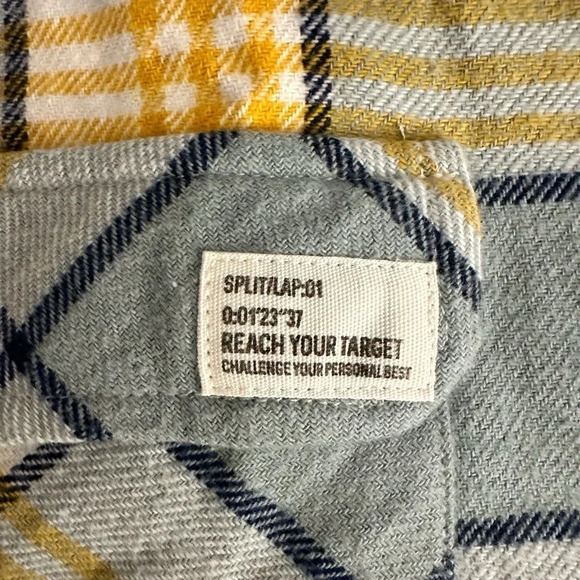 SPLIT/LAP:01
0:01'23"37
REACH YOUR TARGET
CHALLENGE YOUR PERSONAL BEST